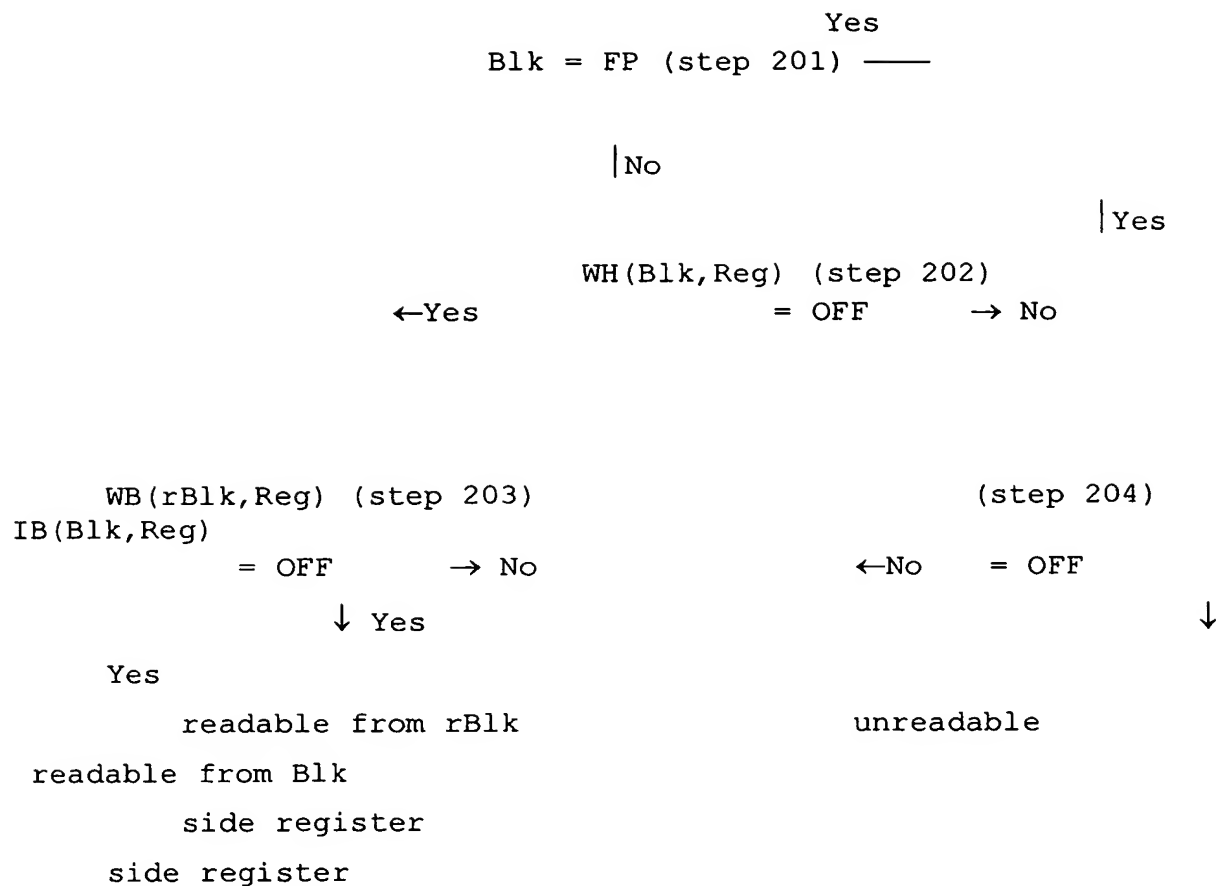 Yes
Blk = FP (step 201) ——
|No
|Yes
WH(Blk,Reg) (step 202)
←Yes = OFF → No
WB(rBlk,Reg) (step 203) (step 204)
IB(Blk,Reg)
= OFF → No ←No = OFF
↓ Yes ↓
Yes
readable from rBlk unreadable
readable from Blk
side register
side register